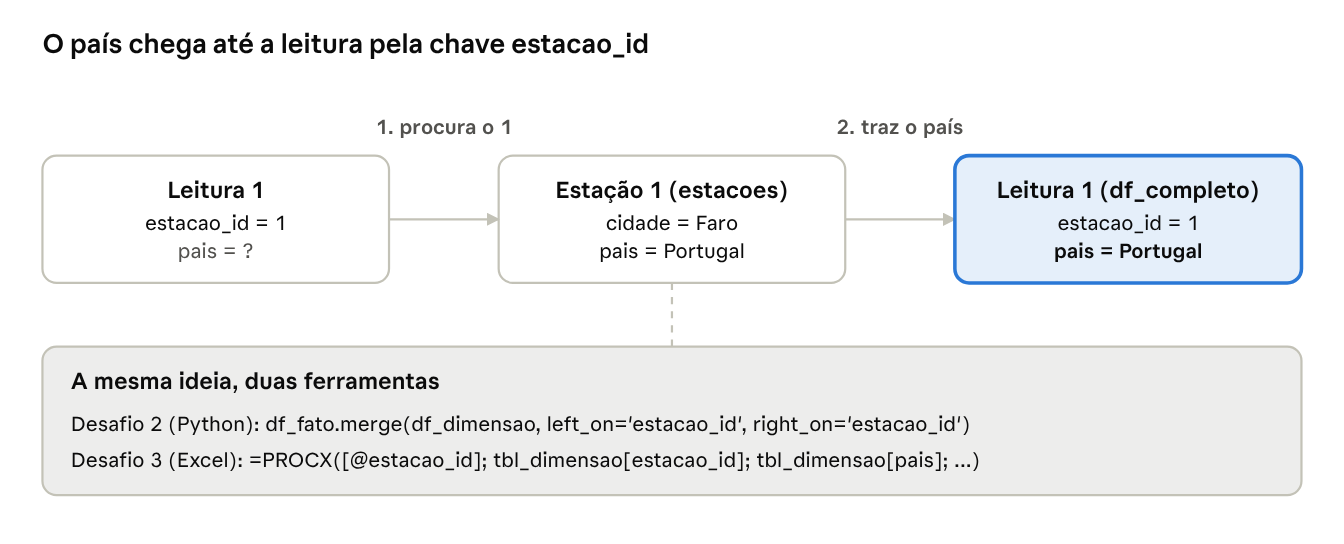 O país chega até a leitura pela chave estacao_id
1. procura o 1
2. traz o país
Leitura 1
estacao_id = 1
pais = ?
Estação 1 (estacoes)
cidade = Faro
pais = Portugal
Leitura 1 (df_completo)
estacao_id = 1
pais = Portugal
A mesma ideia, duas ferramentas
Desafio 2 (Python): df_fato.merge(df_dimensao, left_on='estacao_id', right_on='estacao_id')
Desafio 3 (Excel): =PROCX([@estacao_id]; tbl_dimensao[estacao_id]; tbl_dimensao[pais]; ...)